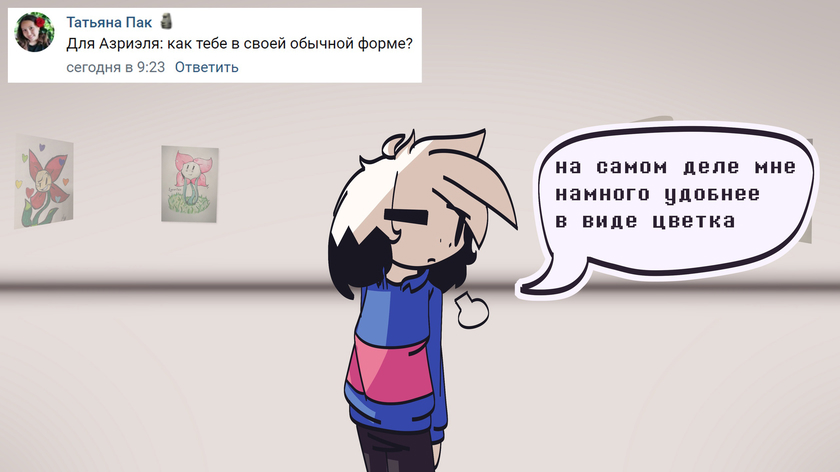 Татьяна Пак
Для Азриэля: как тебе в своей обычной форме?
сегодня в 9:23 Ответить
на самом деле мне
намного удобнее
в виде цветка